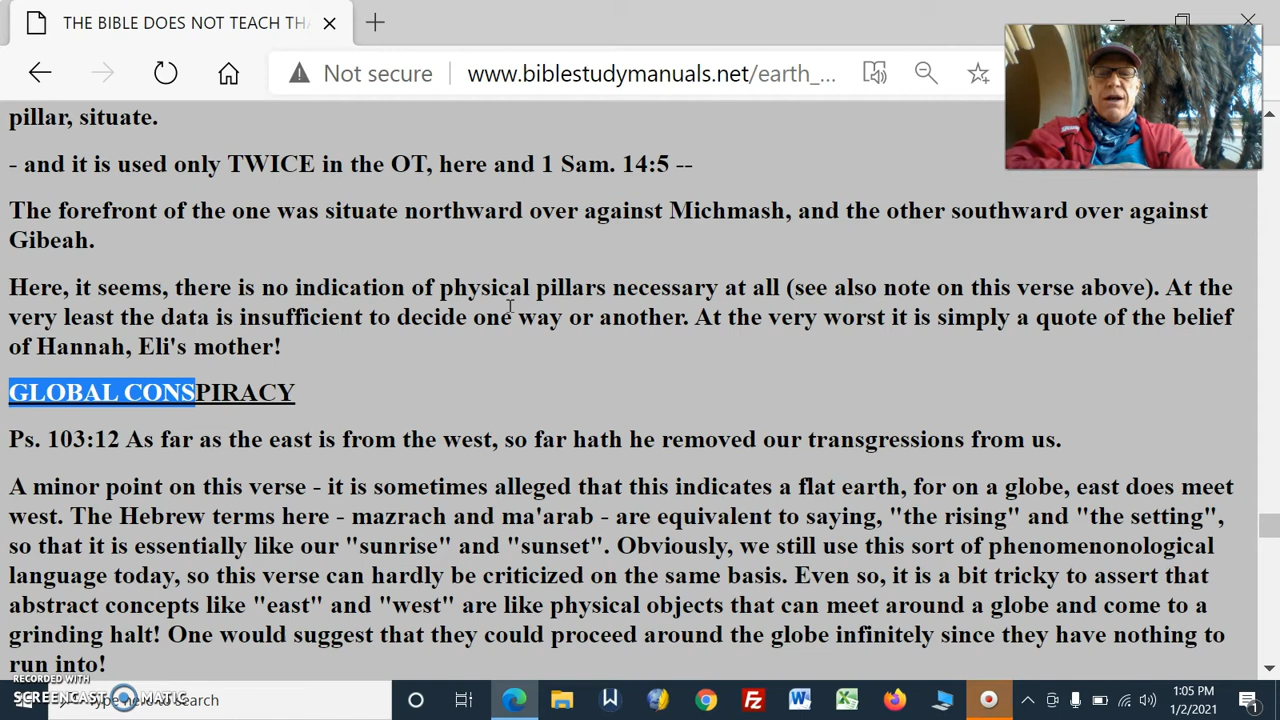 THE BIBLE DOES NOT TEACH THA
Not secure
www.biblestudymanuals.net/earth_...
pillar, situate.
- and it is used only TWICE in the OT, here and 1 Sam. 14:5 --
The forefront of the one was situate northward over against Michmash, and the other southward over against
Gibeah.
Here, it seems, there is no indication of physical pillars necessary at all (see also note on this verse above). At the
very least the data is insufficient to decide one way or another. At the very worst it is simply a quote of the belief
of Hannah, Eli's mother!
GLOBAL CONSPIRACY
Ps. 103:12 As far as the east is from the west, so far hath he removed our transgressions from us.
A minor point on this verse - it is sometimes alleged that this indicates a flat earth, for on a globe, east does meet
west. The Hebrew terms here - mazrach and ma'arab - are equivalent to saying, "the rising" and "the setting",
so that it is essentially like our "sunrise" and "sunset". Obviously, we still use this sort of phenomenonological
language today, so this verse can hardly be criticized on the same basis. Even so, it is a bit tricky to assert that
abstract concepts like "east" and "west" are like physical objects that can meet around a globe and come to a
grinding halt! One would suggest that they could proceed around the globe infinitely since they have nothing to
run into!
RECORDED WITH
SCREENCAST MATIC
Type here to search
1:05 PM
1/2/2021
1